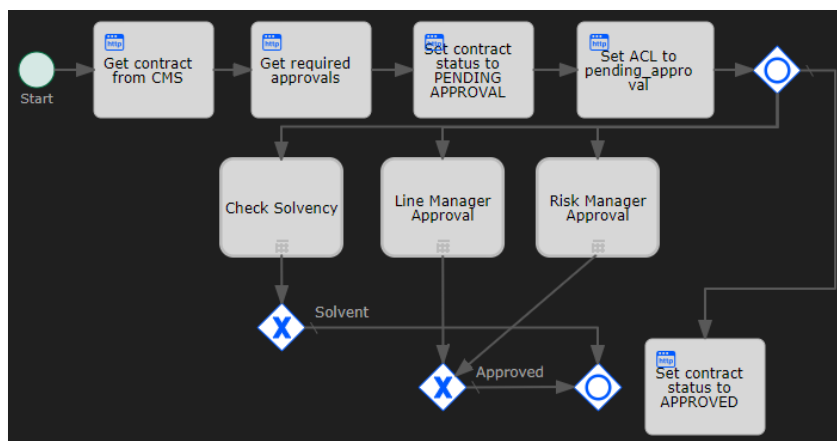 http
http
http
http
Get contract
from CMS
Get required
approvals
Set contract
status to
PENDING
APPROVAL
Set ACL to
pending_appro
val
Start
Check Solvency
Line Manager
Approval
Risk Manager
Approval
Solvent
Approved
http
Set contract
status to
APPROVED